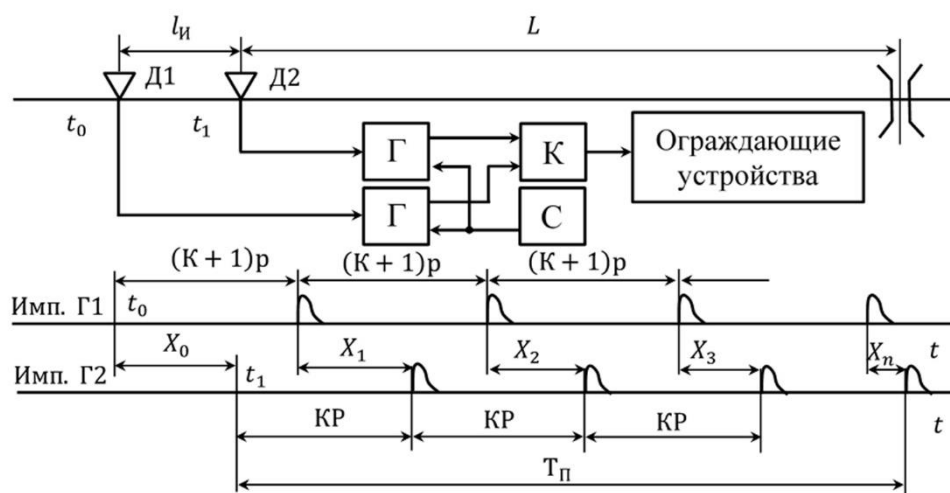 l_И L
Д1 Д2
t_0 t_1
Г К Ограждающие
устройства
Г С
(К + 1)р (К + 1)р (К + 1)р
Имп. Г1 t_0 t
X_0 X_1 X_2 X_3 X_n
Имп. Г2 t_1 t
КР КР КР
Т_П